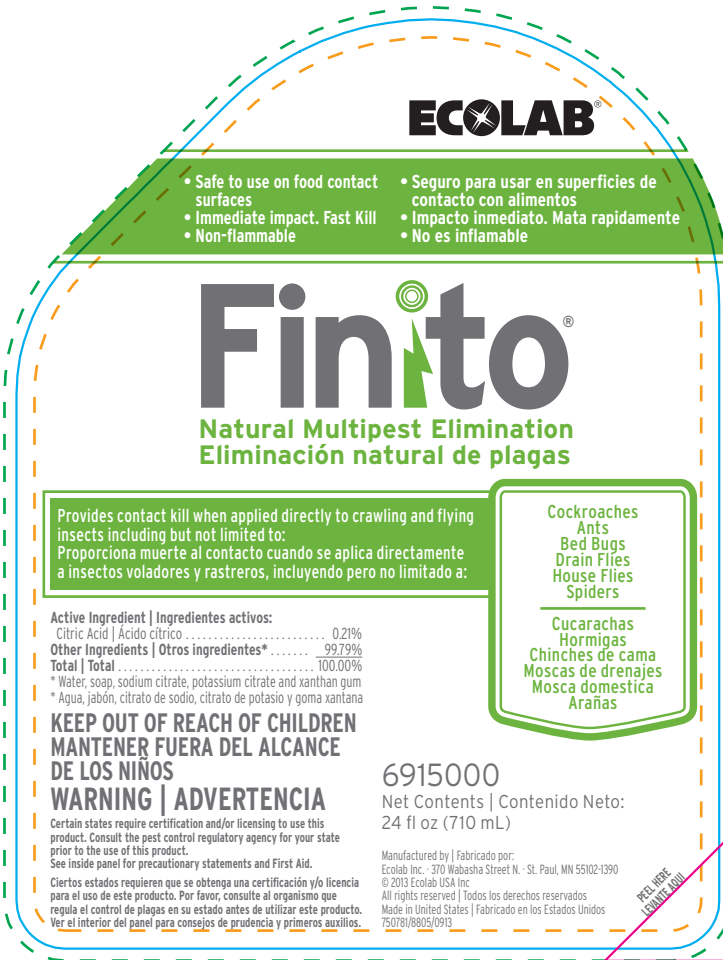 ECOLAB®
• Safe to use on food contact
surfaces
• Immediate impact. Fast Kill
• Non-flammable
• Seguro para usar en superficies de
contacto con alimentos
• Impacto inmediato. Mata rapidamente
• No es inflamable
Finito®
Natural Multipest Elimination
Eliminación natural de plagas
Provides contact kill when applied directly to crawling and flying
insects including but not limited to:
Proporciona muerte al contacto cuando se aplica directamente
a insectos voladores y rastreros, incluyendo pero no limitado a:
Cockroaches
Ants
Bed Bugs
Drain Flies
House Flies
Spiders
Cucarachas
Hormigas
Chinches de cama
Moscas de drenajes
Mosca domestica
Arañas
Active Ingredient | Ingredientes activos:
Citric Acid | Ácido cítrico ........................ 0.21%
Other Ingredients | Otros ingredientes* ....... 99.79%
Total | Total .................................. 100.00%
* Water, soap, sodium citrate, potassium citrate and xanthan gum
* Agua, jabón, citrato de sodio, citrato de potasio y goma xantana
KEEP OUT OF REACH OF CHILDREN
MANTENER FUERA DEL ALCANCE
DE LOS NIÑOS
WARNING | ADVERTENCIA
Certain states require certification and/or licensing to use this
product. Consult the pest control regulatory agency for your state
prior to the use of this product.
See inside panel for precautionary statements and First Aid.
Ciertos estados requieren que se obtenga una certificación y/o licencia
para el uso de este producto. Por favor, consulte al organismo que
regula el control de plagas en su estado antes de utilizar este producto.
Ver el interior del panel para consejos de prudencia y primeros auxilios.
6915000
Net Contents | Contenido Neto:
24 fl oz (710 mL)
Manufactured by | Fabricado por:
Ecolab Inc. · 370 Wabasha Street N. · St. Paul, MN 55102-1390
© 2013 Ecolab USA Inc
All rights reserved | Todos los derechos reservados
Made in United States | Fabricado en los Estados Unidos
750781/8805/0913
PEEL HERE
LEVANTE AQUI